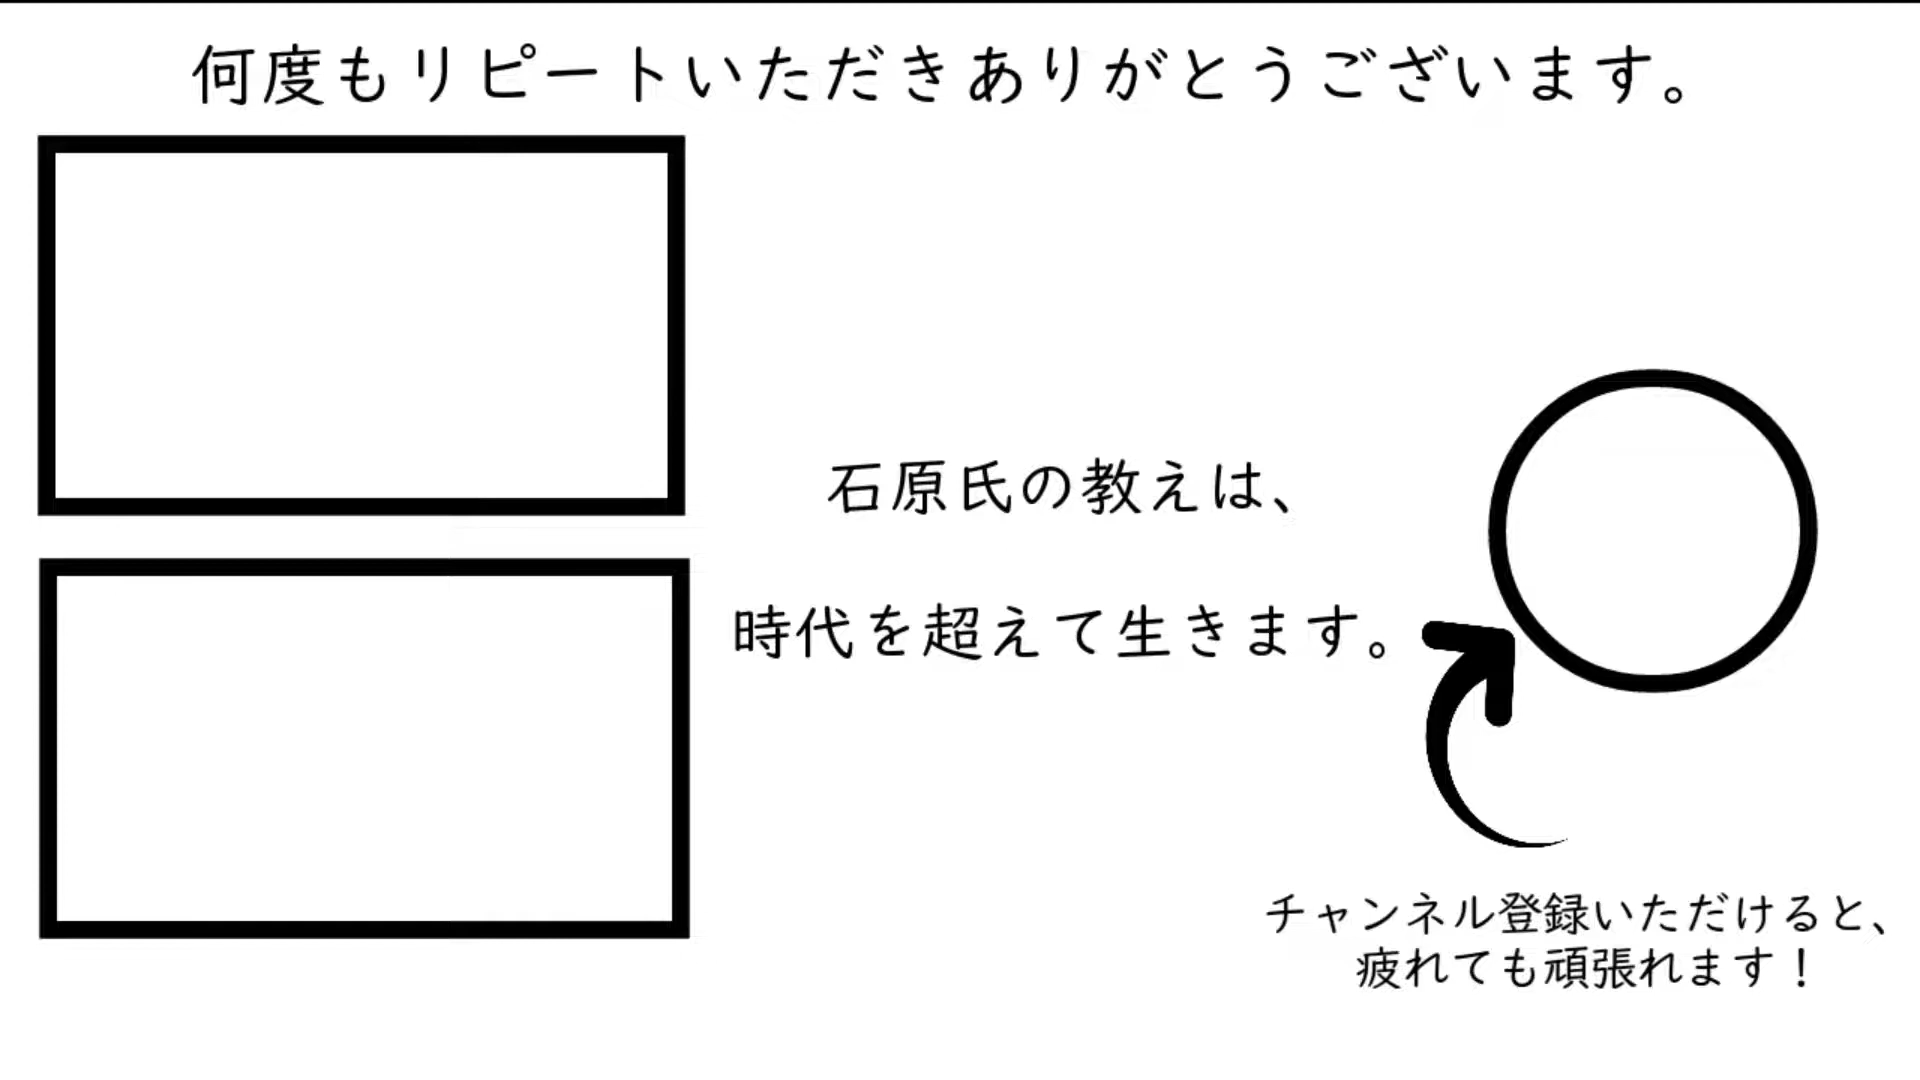 何度もリピートいただきありがとうございます。
石原氏の教えは、
時代を超えて生きます。
チャンネル登録いただけると、
疲れても頑張れます！